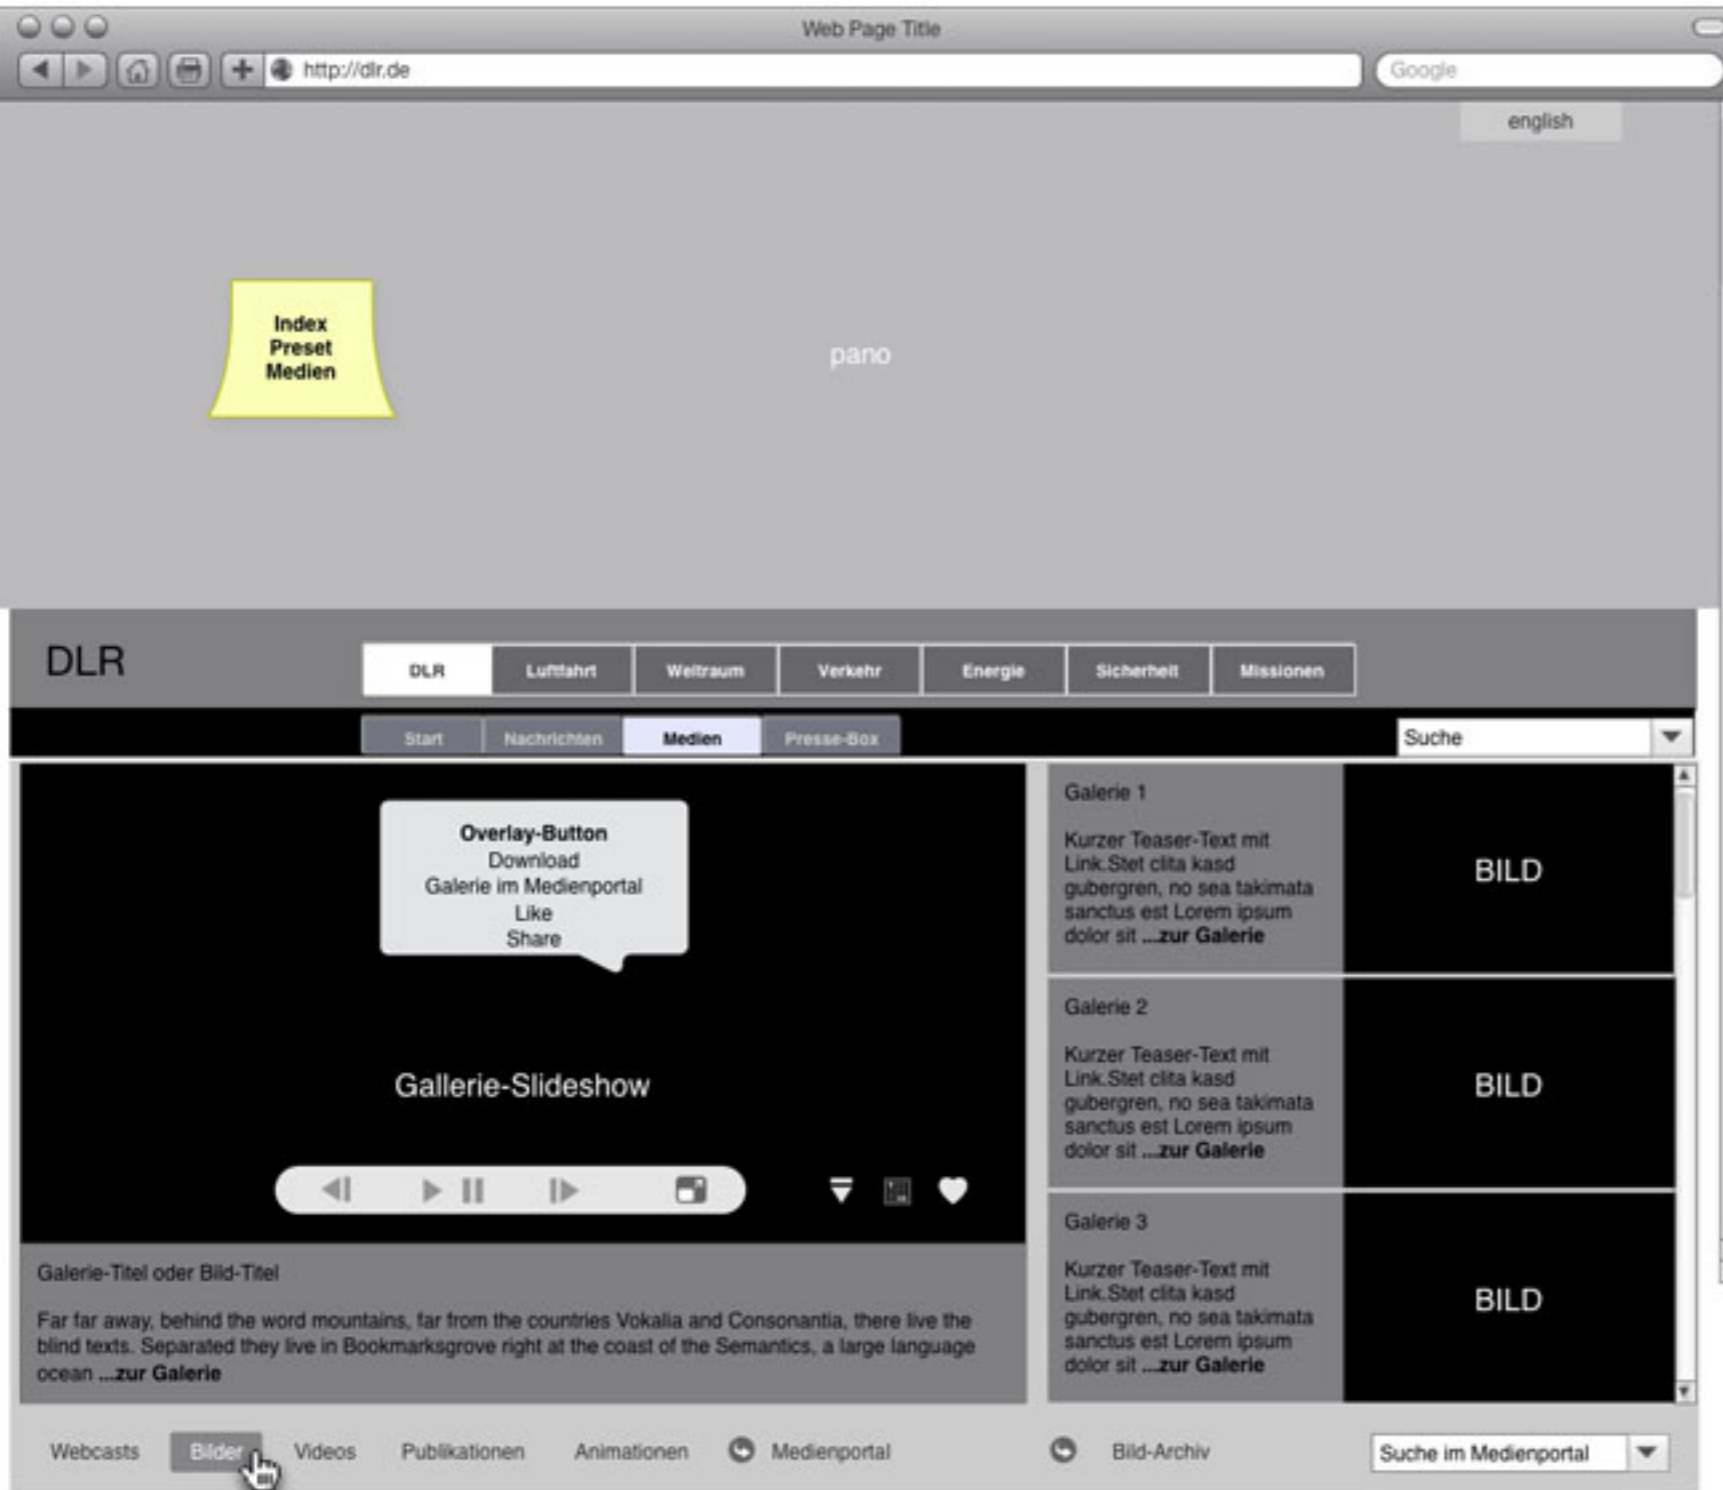 Web Page Title
http://dlr.de
Google
english
Index
Preset
Medien
pano
DLR
DLR
Luftfahrt
Weltraum
Verkehr
Energie
Sicherheit
Missionen
Start
Nachrichten
Medien
Presse-Box
Suche
Overlay-Button
Download
Galerie im Medienportal
Like
Share
Gallerie-Slideshow
Galerie-Titel oder Bild-Titel
Far far away, behind the word mountains, far from the countries Vokalia and Consonantia, there live the
blind texts. Separated they live in Bookmarksgrove right at the coast of the Semantics, a large language
ocean ...zur Galerie
Galerie 1
Kurzer Teaser-Text mit
Link.Stet clita kasd
gubergren, no sea takimata
sanctus est Lorem ipsum
dolor sit ...zur Galerie
BILD
Galerie 2
Kurzer Teaser-Text mit
Link.Stet clita kasd
gubergren, no sea takimata
sanctus est Lorem ipsum
dolor sit ...zur Galerie
BILD
Galerie 3
Kurzer Teaser-Text mit
Link.Stet clita kasd
gubergren, no sea takimata
sanctus est Lorem ipsum
dolor sit ...zur Galerie
BILD
Webcasts
Bilder
Videos
Publikationen
Animationen
Medienportal
Bild-Archiv
Suche im Medienportal